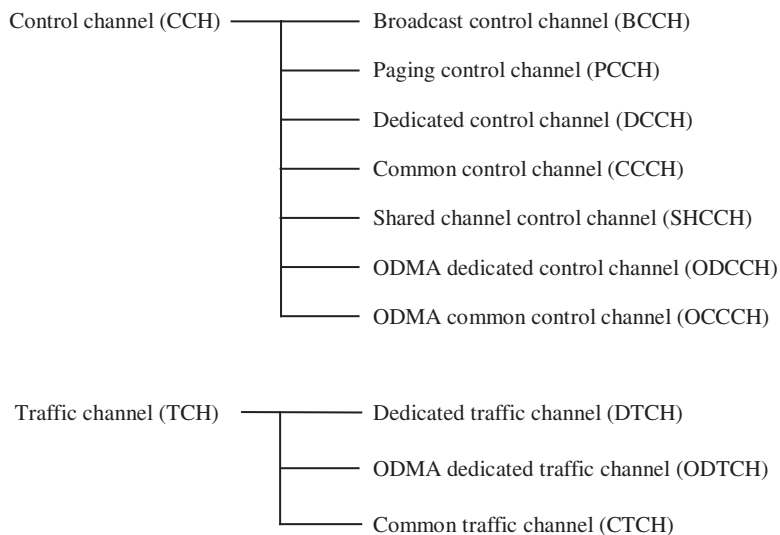 Control channel (CCH)
Broadcast control channel (BCCH)
Paging control channel (PCCH)
Dedicated control channel (DCCH)
Common control channel (CCCH)
Shared channel control channel (SHCCH)
ODMA dedicated control channel (ODCCH)
ODMA common control channel (OCCCH)
Traffic channel (TCH)
Dedicated traffic channel (DTCH)
ODMA dedicated traffic channel (ODTCH)
Common traffic channel (CTCH)